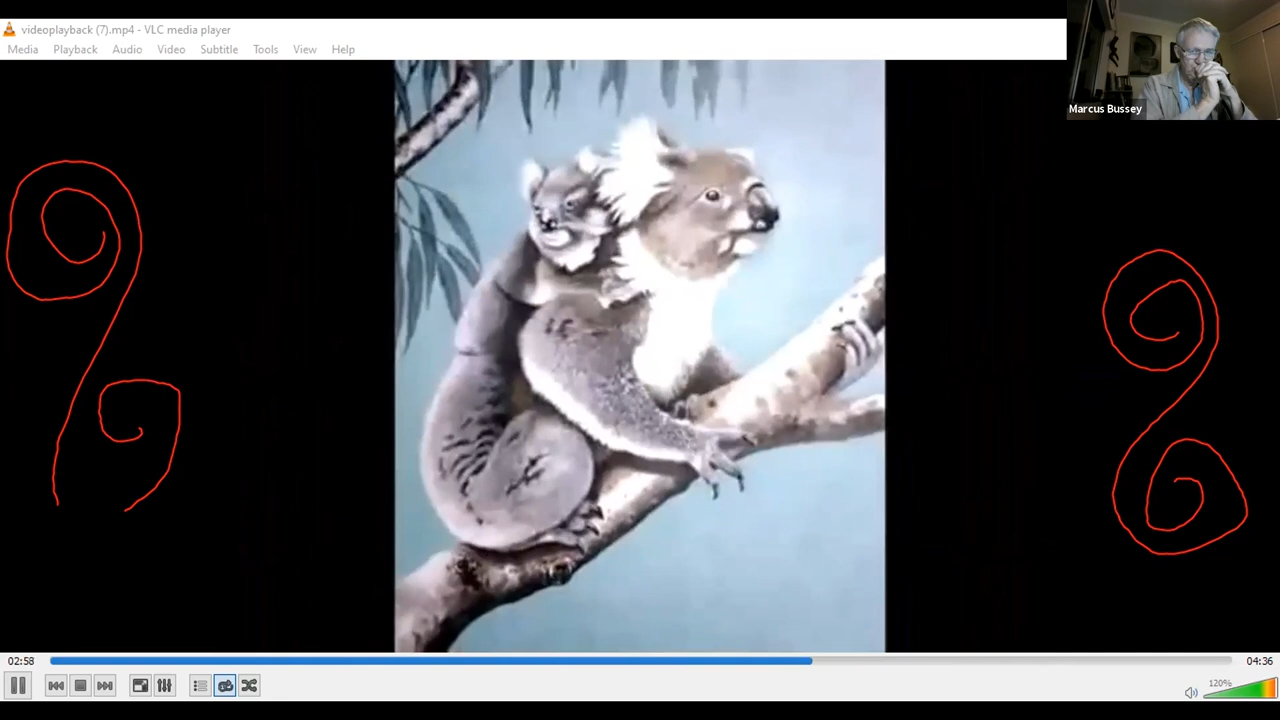 videoplayback (7).mp4 - VLC media player
Media Playback Audio Video Subtitle Tools View Help
Marcus Bussey
02:58
04:36
120%